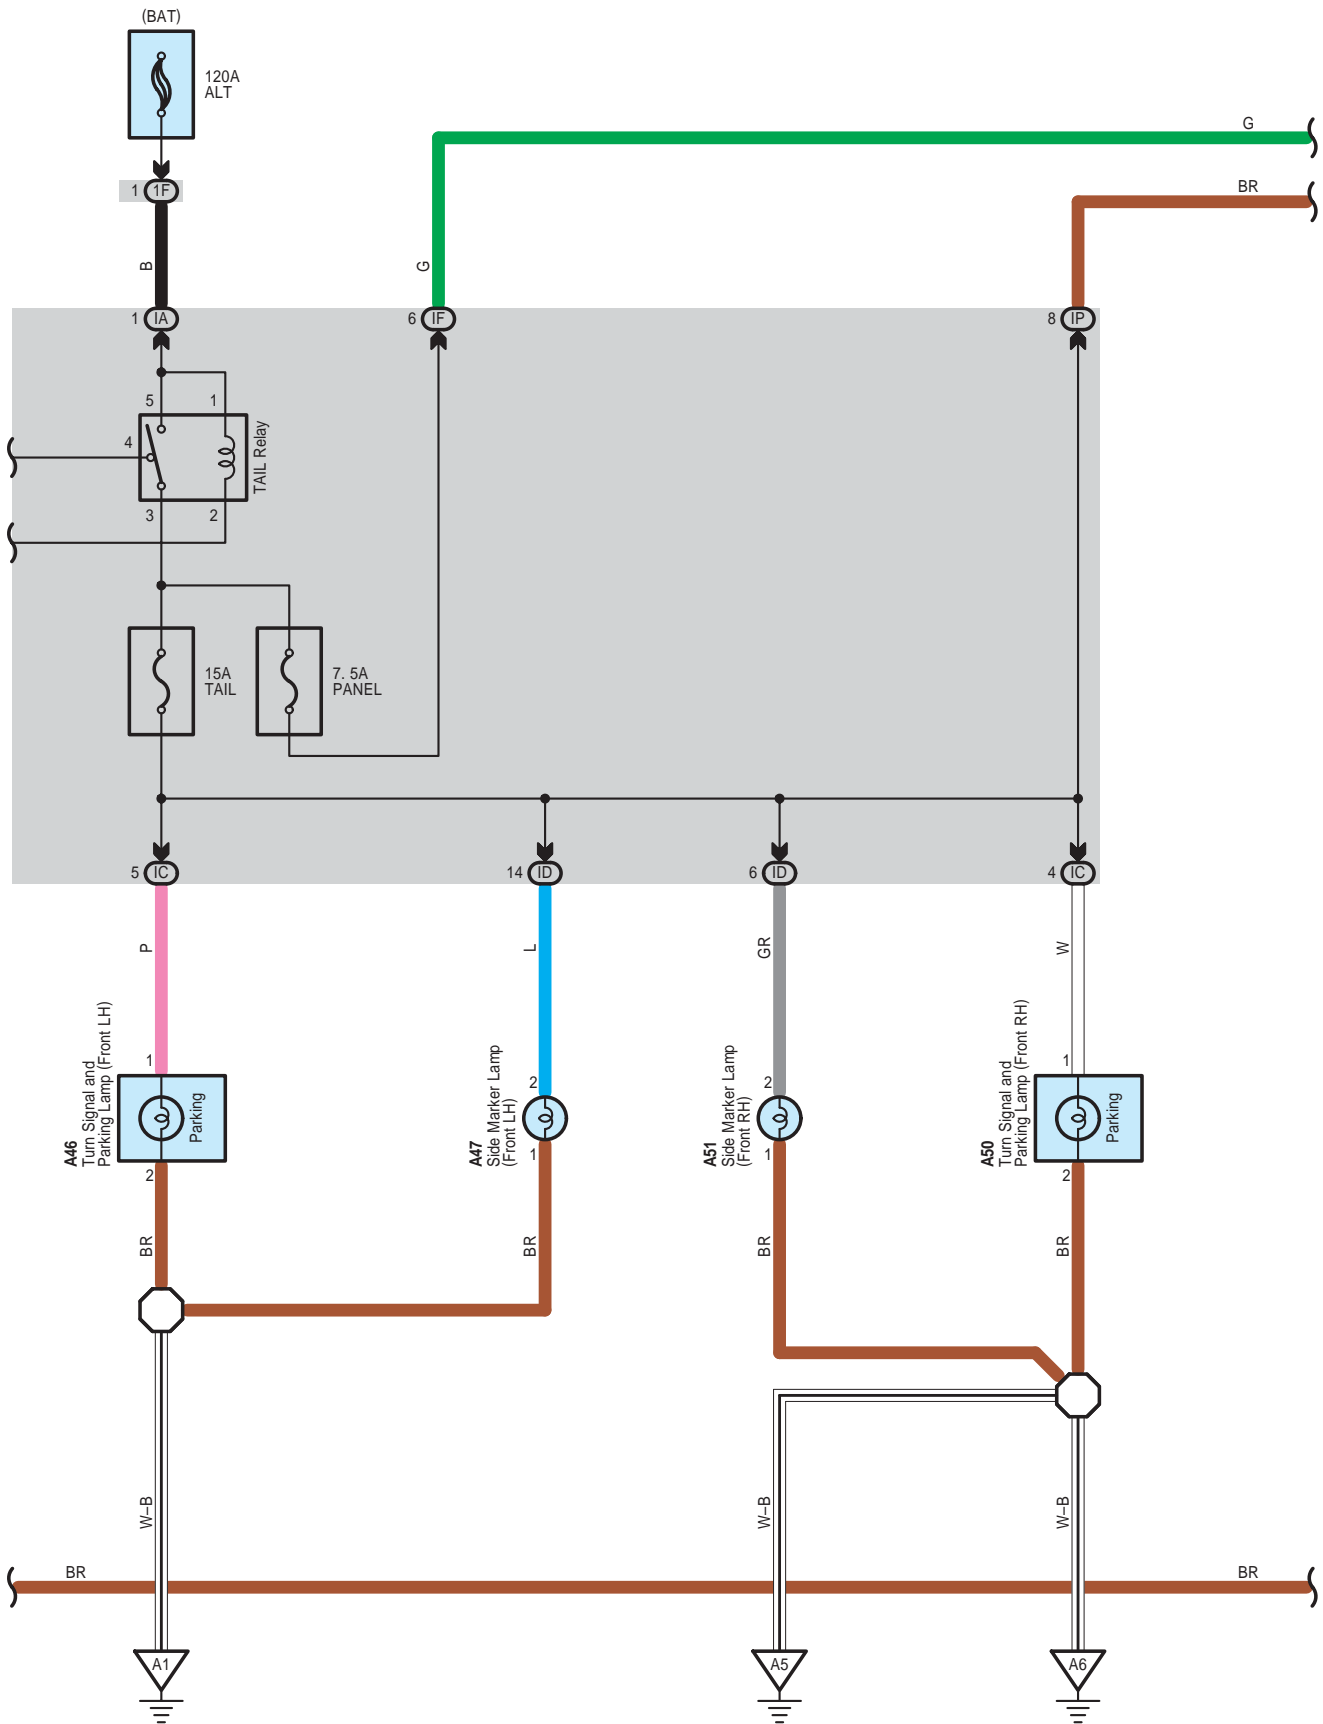 (BAT)
120A
ALT
1 1F
B
G
G
BR
1 IA
6 IF
8 IP
5 1
4
3 2
TAIL Relay
15A
TAIL
7. 5A
PANEL
5 IC
14 ID
6 ID
4 IC
P
L
GR
W
1
A46
Turn Signal and
Parking Lamp (Front LH)
Parking
2
2
A47
Side Marker Lamp
(Front LH)
1
2
A51
Side Marker Lamp
(Front RH)
1
1
A50
Turn Signal and
Parking Lamp (Front RH)
Parking
2
BR
BR
BR
BR
W–B
W–B
W–B
BR
BR
A1
A5
A6